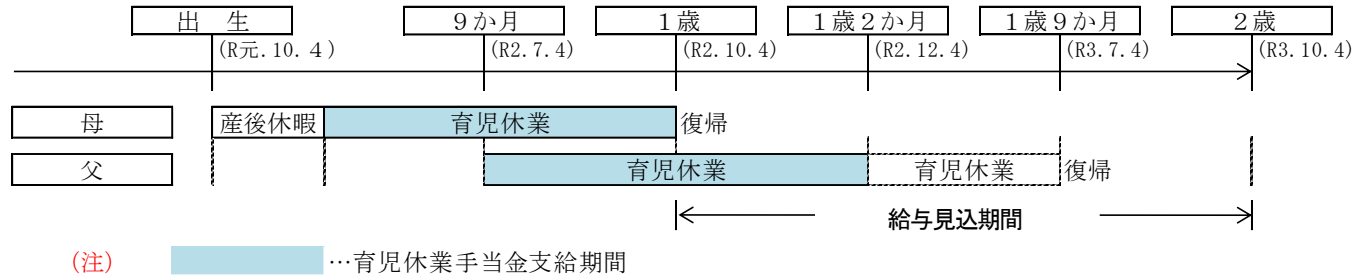 出　生　９か月　１歳　１歳２か月　１歳９か月　２歳
(R元.10.４) (R2.7.4) (R2.10.4) (R2.12.4) (R3.7.4) (R3.10.4)
母　産後休暇　育児休業　復帰
父　育児休業　育児休業　復帰
給与見込期間
(注)　…育児休業手当金支給期間